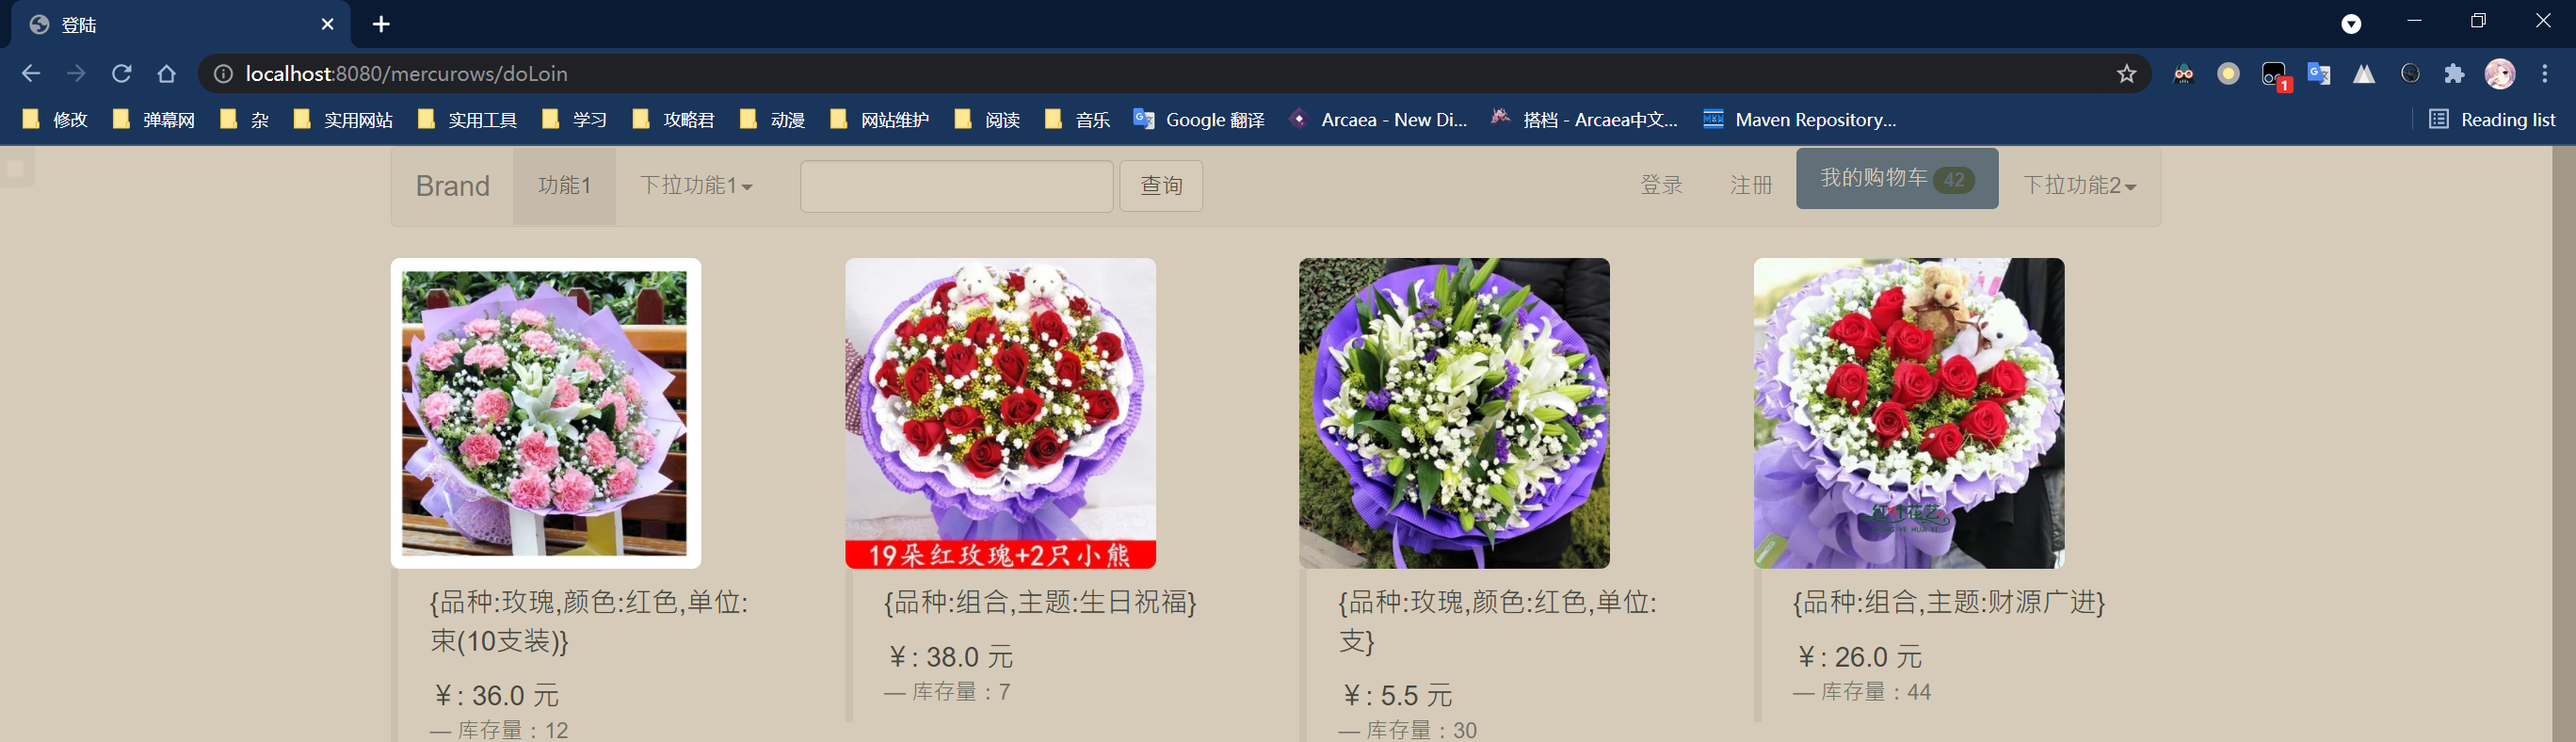 登陆
localhost:8080/mercurows/doLoin
1
修改 弹幕网 杂 实用网站 实用工具 学习 攻略君 动漫 网站维护 阅读 音乐 Google 翻译 Arcaea - New Di... 搭档 - Arcaea中文... Maven Repository... Reading list
Brand 功能1 下拉功能1 查询 登录 注册 我的购物车 42 下拉功能2
19朵红玫瑰+2只小熊
红叶花艺
{品种:玫瑰,颜色:红色,单位:
束(10支装)}
¥ : 36.0 元
— 库存量：12
{品种:组合,主题:生日祝福}
¥ : 38.0 元
— 库存量：7
{品种:玫瑰,颜色:红色,单位:
支}
¥ : 5.5 元
— 库存量：30
{品种:组合,主题:财源广进}
¥ : 26.0 元
— 库存量：44